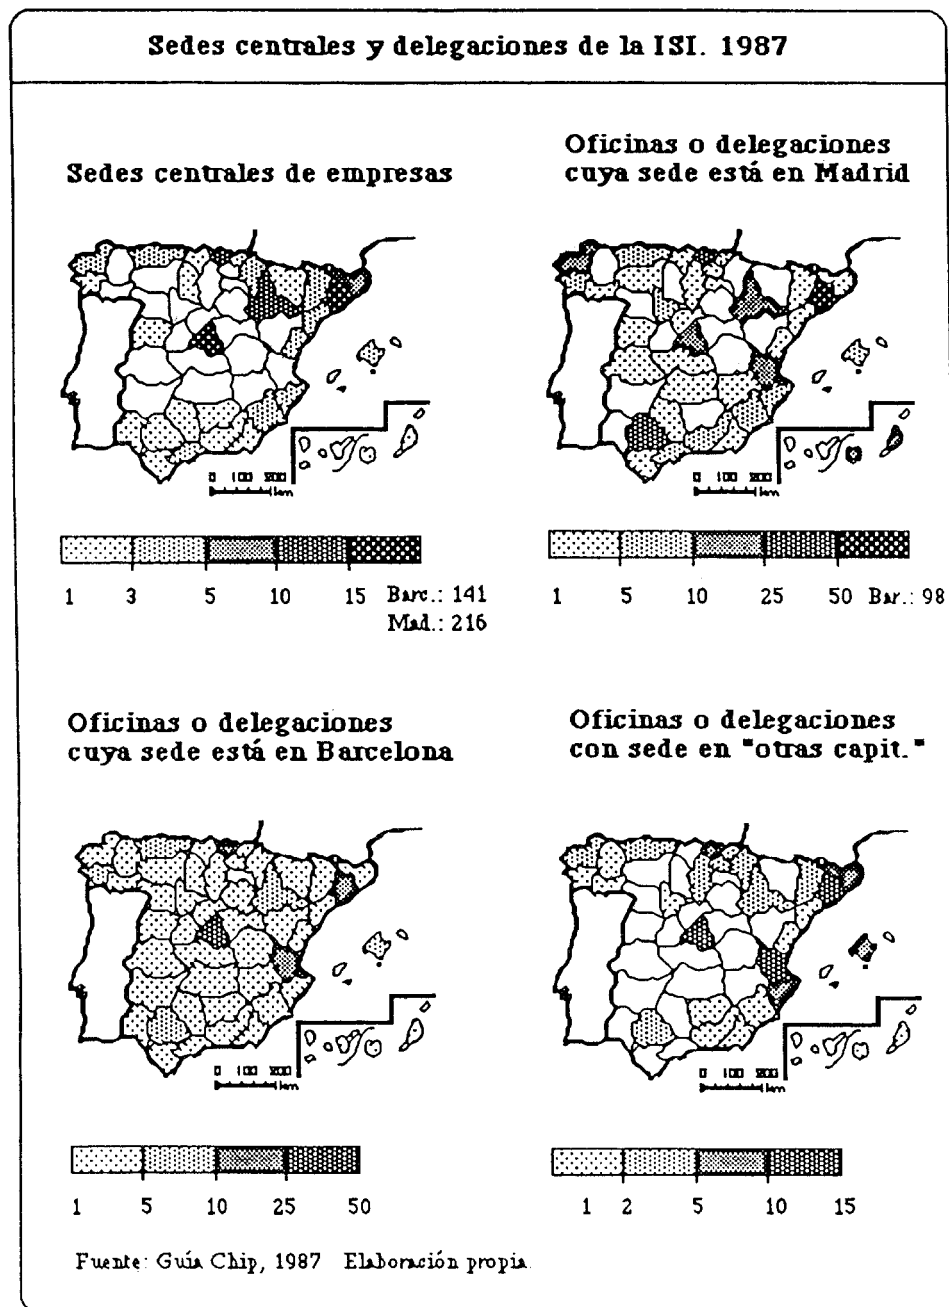 Sedes centrales y delegaciones de la ISI. 1987
Sedes centrales de empresas
Oficinas o delegaciones
cuya sede está en Madrid
0 100 200
km
0 100 200
km
1 3 5 10 15 Barc.: 141
Mad.: 216
1 5 10 25 50 Bar.: 98
Oficinas o delegaciones
cuya sede está en Barcelona
Oficinas o delegaciones
con sede en "otras capit."
0 100 200
km
0 100 200
km
1 5 10 25 50
1 2 5 10 15
Fuente: Guía Chip, 1987 Elaboración propia.